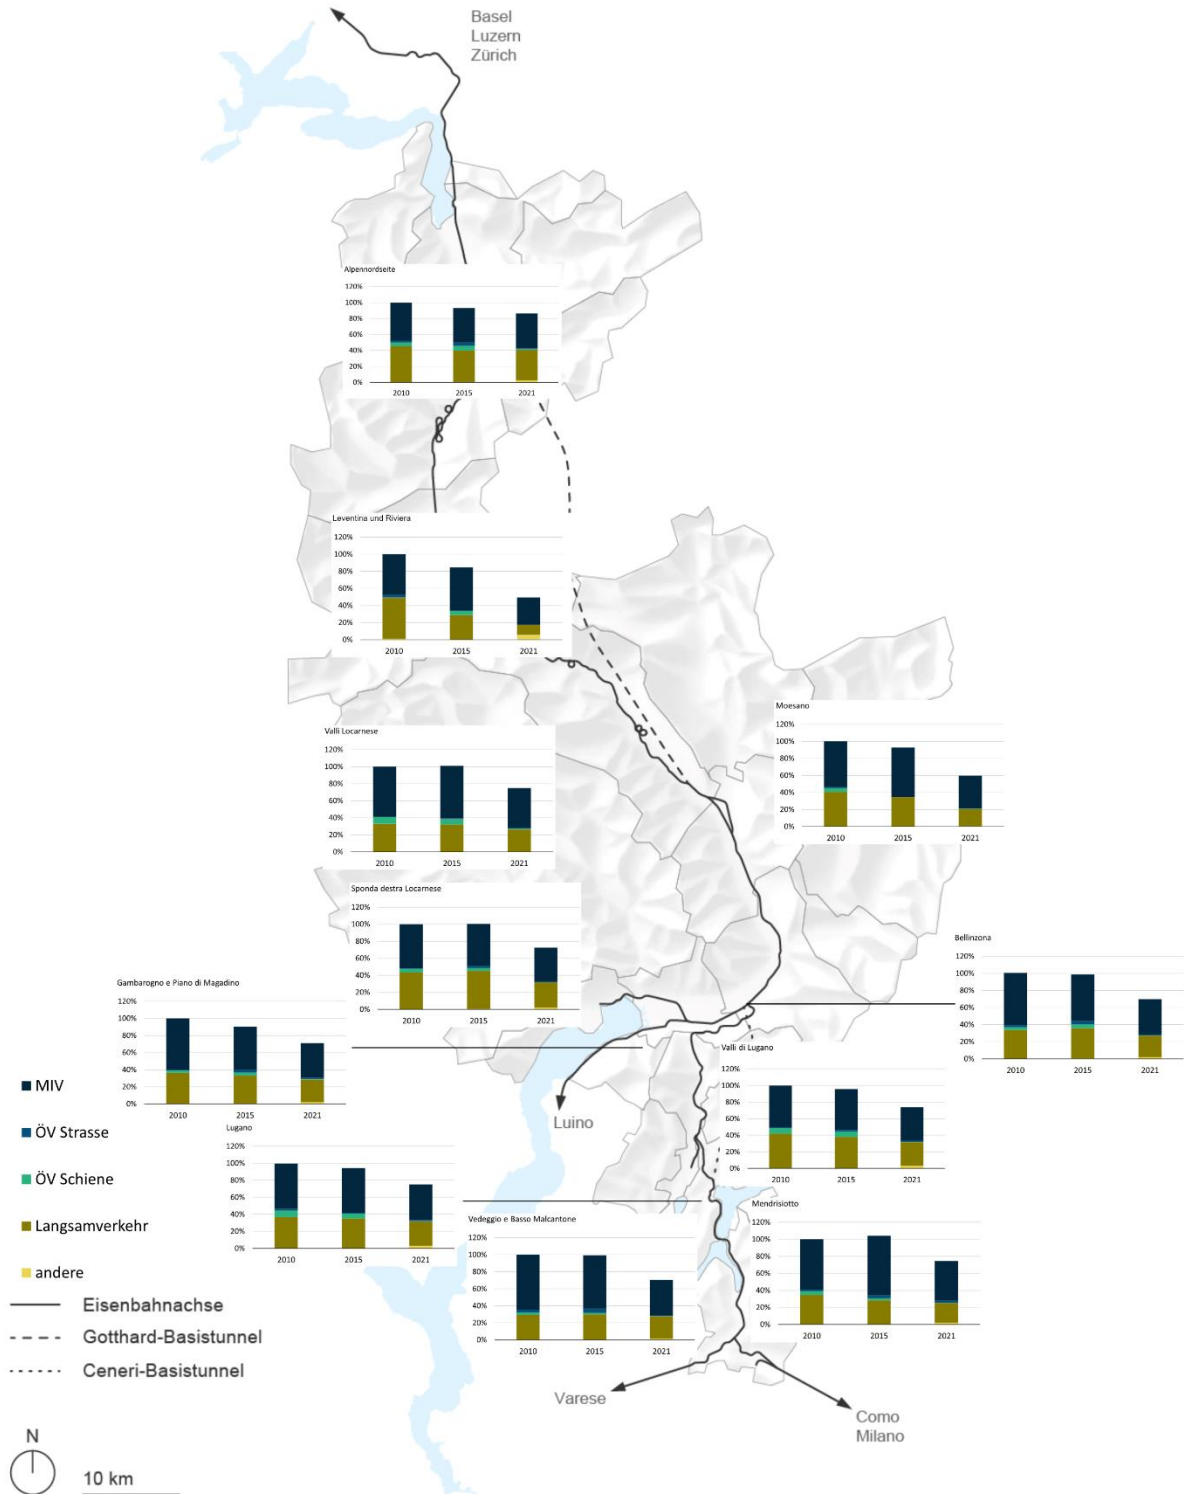 Basel
Luzern
Zürich
Alpennordseite
120%
100%
80%
60%
40%
20%
0%
2010 2015 2021
Leventina und Riviera
120%
100%
80%
60%
40%
20%
0%
2010 2015 2021
Moesano
120%
100%
80%
60%
40%
20%
0%
2010 2015 2021
Valli Locarnese
120%
100%
80%
60%
40%
20%
0%
2010 2015 2021
Sponda destra Locarnese
120%
100%
80%
60%
40%
20%
0%
2010 2015 2021
Bellinzona
120%
100%
80%
60%
40%
20%
0%
2010 2015 2021
Gambarogno e Piano di Magadino
120%
100%
80%
60%
40%
20%
0%
2010 2015 2021
Valli di Lugano
120%
100%
80%
60%
40%
20%
0%
2010 2015 2021
Luino
Lugano
120%
100%
80%
60%
40%
20%
0%
2010 2015 2021
Vedeggio e Basso Malcantone
120%
100%
80%
60%
40%
20%
0%
2010 2015 2021
Mendrisiotto
120%
100%
80%
60%
40%
20%
0%
2010 2015 2021
MIV
ÖV Strasse
ÖV Schiene
Langsamverkehr
andere
Eisenbahnachse
Gotthard-Basistunnel
Ceneri-Basistunnel
Varese
Como
Milano
N
10 km